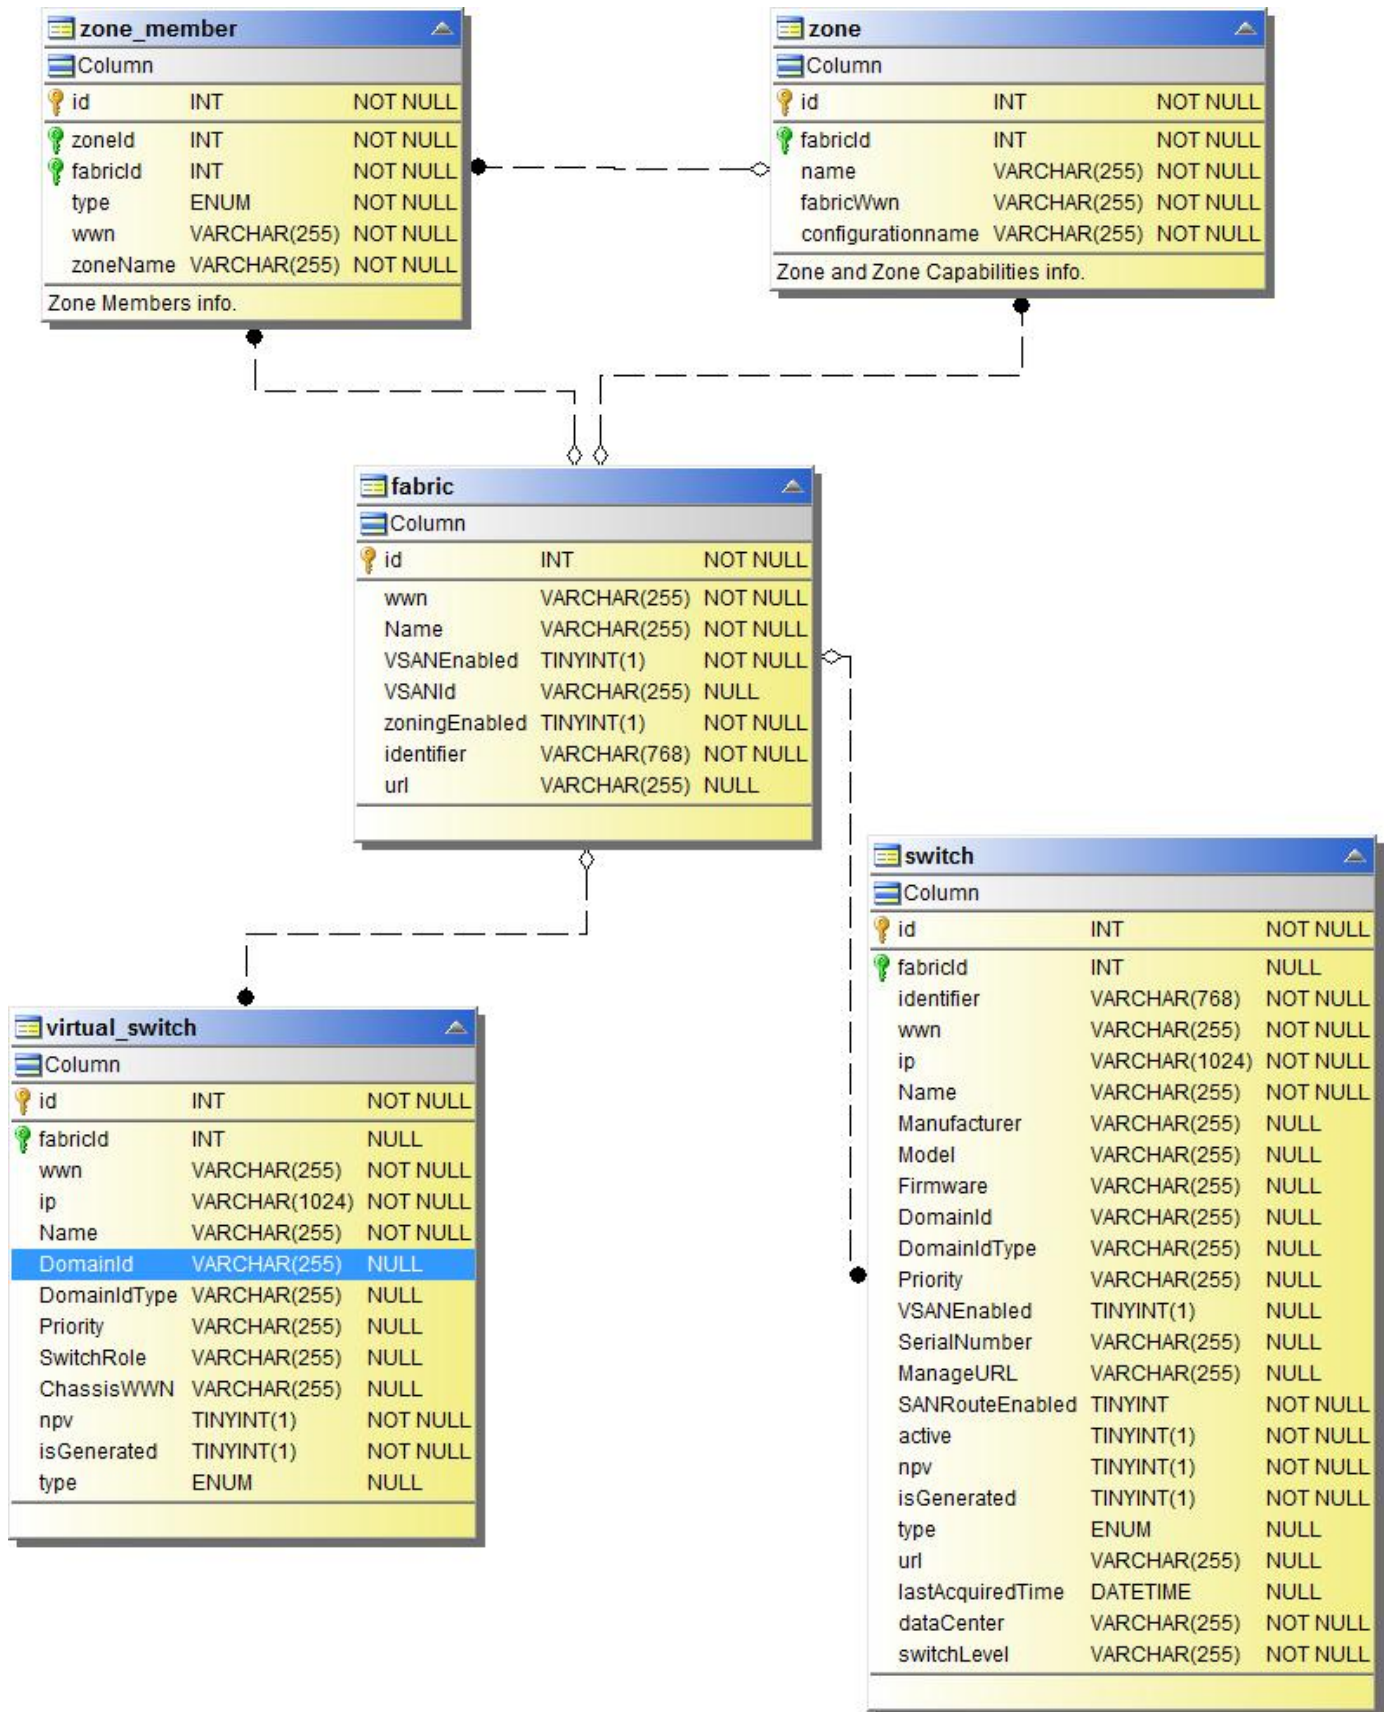 zone_member
Column
id INT NOT NULL
zoneId INT NOT NULL
fabricId INT NOT NULL
type ENUM NOT NULL
wwn VARCHAR(255) NOT NULL
zoneName VARCHAR(255) NOT NULL
Zone Members info.
zone
Column
id INT NOT NULL
fabricId INT NOT NULL
name VARCHAR(255) NOT NULL
fabricWwn VARCHAR(255) NOT NULL
configurationname VARCHAR(255) NOT NULL
Zone and Zone Capabilities info.
fabric
Column
id INT NOT NULL
wwn VARCHAR(255) NOT NULL
Name VARCHAR(255) NOT NULL
VSANEnabled TINYINT(1) NOT NULL
VSANId VARCHAR(255) NULL
zoningEnabled TINYINT(1) NOT NULL
identifier VARCHAR(768) NOT NULL
url VARCHAR(255) NULL
switch
Column
id INT NOT NULL
fabricId INT NULL
identifier VARCHAR(768) NOT NULL
wwn VARCHAR(255) NOT NULL
ip VARCHAR(1024) NOT NULL
Name VARCHAR(255) NOT NULL
Manufacturer VARCHAR(255) NULL
Model VARCHAR(255) NULL
Firmware VARCHAR(255) NULL
DomainId VARCHAR(255) NULL
DomainIdType VARCHAR(255) NULL
Priority VARCHAR(255) NULL
VSANEnabled TINYINT(1) NULL
SerialNumber VARCHAR(255) NULL
ManageURL VARCHAR(255) NULL
SANRouteEnabled TINYINT NOT NULL
active TINYINT(1) NOT NULL
npv TINYINT(1) NOT NULL
isGenerated TINYINT(1) NOT NULL
type ENUM NULL
url VARCHAR(255) NULL
lastAcquiredTime DATETIME NULL
dataCenter VARCHAR(255) NOT NULL
switchLevel VARCHAR(255) NOT NULL
virtual_switch
Column
id INT NOT NULL
fabricId INT NULL
wwn VARCHAR(255) NOT NULL
ip VARCHAR(1024) NOT NULL
Name VARCHAR(255) NOT NULL
DomainId VARCHAR(255) NULL
DomainIdType VARCHAR(255) NULL
Priority VARCHAR(255) NULL
SwitchRole VARCHAR(255) NULL
ChassisWWN VARCHAR(255) NULL
npv TINYINT(1) NOT NULL
isGenerated TINYINT(1) NOT NULL
type ENUM NULL